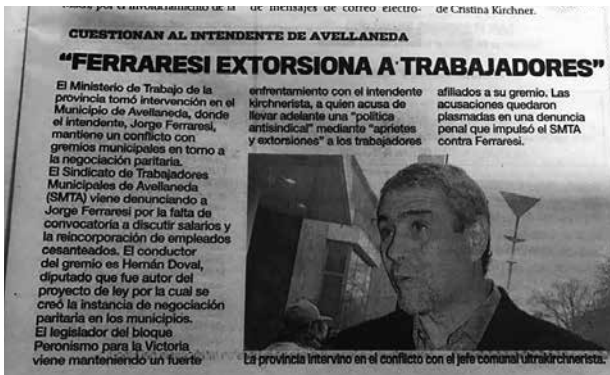 de mensajes de correo electro-
de Cristina Kirchner.
CUESTIONAN AL INTENDENTE DE AVELLANEDA
“FERRARESI EXTORSIONA A TRABAJADORES”
El Ministerio de Trabajo de la
provincia tomó intervención en el
Municipio de Avellaneda, donde
el intendente, Jorge Ferraresi,
mantiene un conflicto con
gremios municipales en torno a
la negociación paritaria.
El Sindicato de Trabajadores
Municipales de Avellaneda
(SMTA) viene denunciando a
Jorge Ferraresi por la falta de
convocatoria a discutir salarios y
la reincorporación de empleados
cesanteados. El conductor
del gremio es Hernán Doval,
diputado que fue autor del
proyecto de ley por la cual se
creó la instancia de negociación
paritaria en los municipios.
El legislador del bloque
Peronismo para la Victoria
viene manteniendo un fuerte
enfrentamiento con el intendente
kirchnerista, a quien acusa de
llevar adelante una “política
antisindical” mediante “aprietes
y extorsiones” a los trabajadores
afiliados a su gremio. Las
acusaciones quedaron
plasmadas en una denuncia
penal que impulsó el SMTA
contra Ferraresi.
La provincia intervino en el conflicto con el jefe comunal ultrakirchnerista.